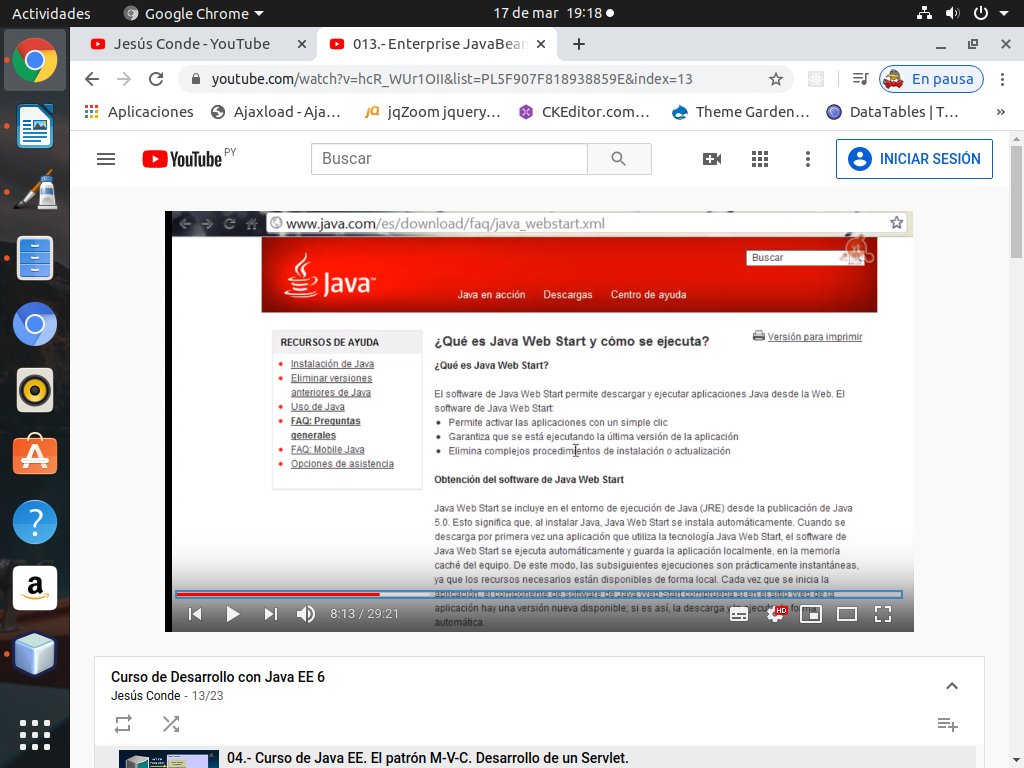 Actividades
Google Chrome
17 de mar 19:18
Jesús Conde - YouTube
013.- Enterprise JavaBean
youtube.com/watch?v=hcR_WUr1OII&list=PL5F907F818938859E&index=13
En pausa
Aplicaciones
Ajaxload - Aja...
jqZoom jquery...
CKEditor.com...
Theme Garden...
DataTables | T...
»
YouTube PY
Buscar
INICIAR SESIÓN
www.java.com/es/download/faq/java_webstart.xml
Java™
Buscar
Java en acción Descargas Centro de ayuda
RECURSOS DE AYUDA
Instalación de Java
Eliminar versiones
anteriores de Java
Uso de Java
FAQ: Preguntas
generales
FAQ: Mobile Java
Opciones de asistencia
¿Qué es Java Web Start y cómo se ejecuta?
Versión para imprimir
¿Qué es Java Web Start?
El software de Java Web Start permite descargar y ejecutar aplicaciones Java desde la Web. El
software de Java Web Start
Permite activar las aplicaciones con un simple clic
Garantiza que se está ejecutando la última versión de la aplicación
Elimina complejos procedimientos de instalación o actualización
Obtención del software de Java Web Start
Java Web Start se incluye en el entorno de ejecución de Java (JRE) desde la publicación de Java
5.0. Esto significa que, al instalar Java, Java Web Start se instala automáticamente. Cuando se
descarga por primera vez una aplicación que utiliza la tecnología Java Web Start, el software de
Java Web Start se ejecuta automáticamente y guarda la aplicación localmente, en la memoria
caché del equipo. De este modo, las subsiguientes ejecuciones son prácticamente instantáneas,
ya que los recursos necesarios están disponibles de forma local. Cada vez que se inicia la
aplicación, el componente de software de Java Web Start comprueba si en el sitio Web de la
aplicación hay una versión nueva disponible; si es así, la descarga y ejecuta de forma
automática.
8:13 / 29:21
HD
Curso de Desarrollo con Java EE 6
Jesús Conde - 13/23
04.- Curso de Java EE. El patrón M-V-C. Desarrollo de un Servlet.